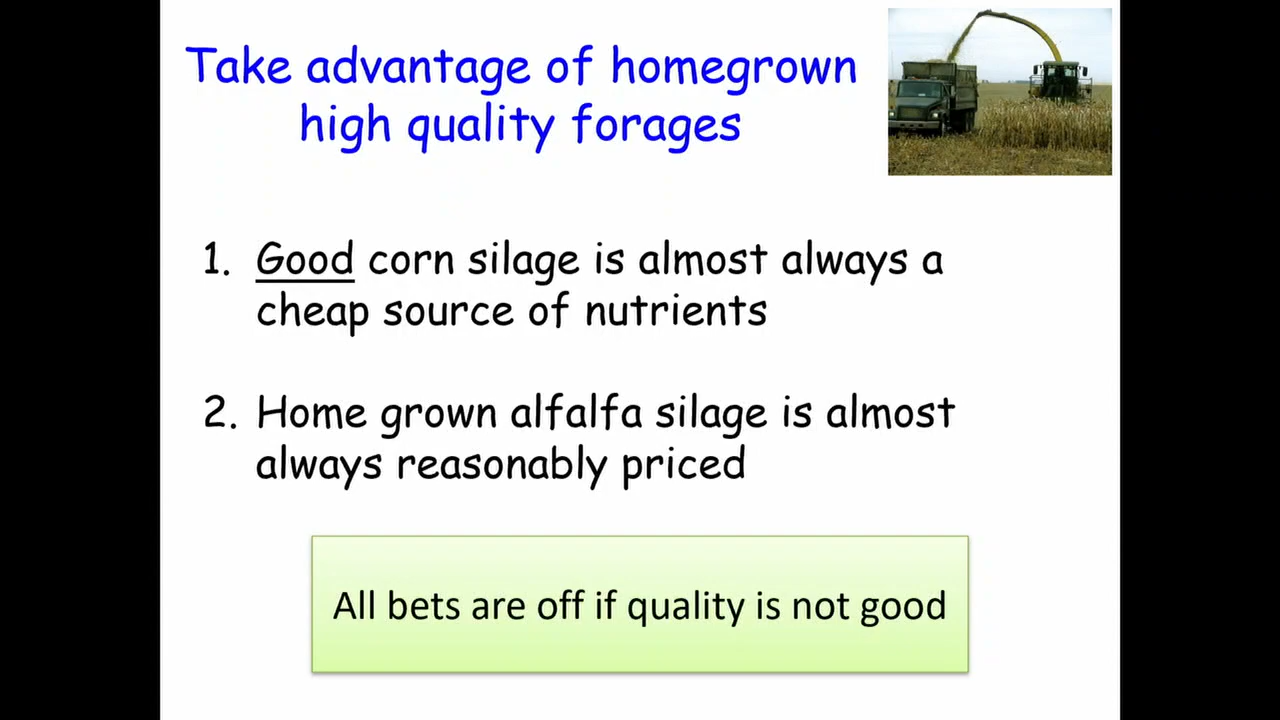 Take advantage of homegrown
high quality forages
1. Good corn silage is almost always a
cheap source of nutrients
2. Home grown alfalfa silage is almost
always reasonably priced
All bets are off if quality is not good